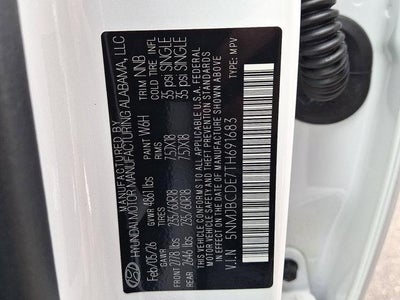 MANUFACTURED BY
HYUNDAI MOTOR MANUFACTURING ALABAMA, LLC
Feb/05/26 PAINT W6H TRIM NNB
GVWR 4861 lbs TIRES RIMS COLD TIRE INFL
FRONT 2778 lbs 235/60R18 7.5JX18 35 psi SINGLE
REAR 2646 lbs 235/60R18 7.5JX18 35 psi SINGLE
THIS VEHICLE CONFORMS TO ALL APPLICABLE U.S.A. FEDERAL
MOTOR VEHICLE SAFETY, BUMPER, AND THEFT PREVENTION STANDARDS
IN EFFECT ON THE DATE OF MANUFACTURE SHOWN ABOVE.
V.I.N 5NMJBCDE7TH691683 TYPE: MPV